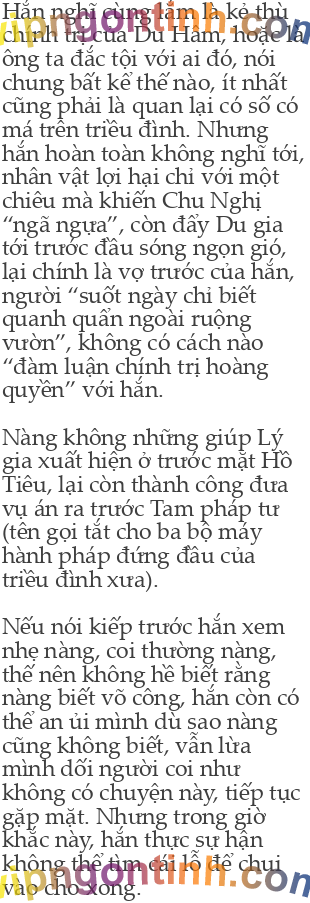 Hắn nghĩ cùng lắm là kẻ thù
chính trị của Du Hâm, hoặc là
ông ta đắc tội với ai đó, nói
chung bất kể thế nào, ít nhất
cũng phải là quan lại có số có
má trên triều đình. Nhưng
hắn hoàn toàn không nghĩ tới,
nhân vật lợi hại chỉ với một
chiêu mà khiến Chu Nghị
“ngã ngựa”, còn đẩy Du gia
tới trước đầu sóng ngọn gió,
lại chính là vợ trước của hắn,
người “suốt ngày chỉ biết
quanh quẩn ngoài ruộng
vườn”, không có cách nào
“đàm luận chính trị hoàng
quyền” với hắn.
Nàng không những giúp Lý
gia xuất hiện ở trước mặt Hồ
Tiêu, lại còn thành công đưa
vụ án ra trước Tam pháp tư
(tên gọi tắt cho ba bộ máy
hành pháp đứng đầu của
triều đình xưa).
Nếu nói kiếp trước hắn xem
nhẹ nàng, coi thường nàng,
thế nên không hề biết rằng
nàng biết võ công, hắn còn có
thể an ủi mình dù sao nàng
cũng không biết, vẫn lừa
mình dối người coi như
không có chuyện này, tiếp tục
gặp mặt. Nhưng trong giờ
khắc này, hắn thực sự hận
không thể tìm cái lỗ để chui
vào cho xong.
vipngontinh.com
vipngontinh.com